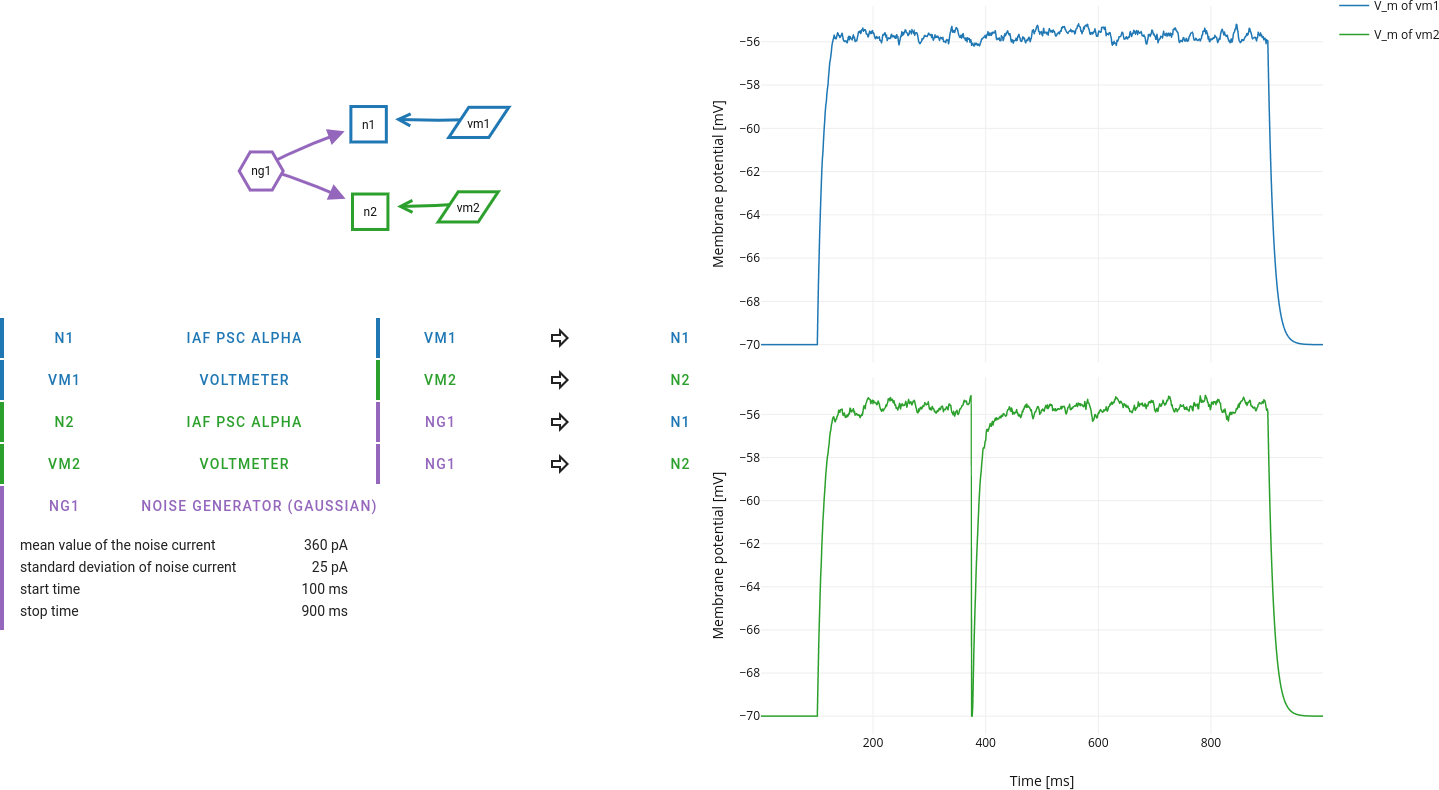 n1
vm1
ng1
n2
vm2
N1 IAF PSC ALPHA
VM1 VOLTMETER
N2 IAF PSC ALPHA
VM2 VOLTMETER
NG1 NOISE GENERATOR (GAUSSIAN)
mean value of the noise current 360 pA
standard deviation of noise current 25 pA
start time 100 ms
stop time 900 ms
VM1 N1
VM2 N2
NG1 N1
NG1 N2
V_m of vm1
V_m of vm2
Membrane potential [mV]
−56
−58
−60
−62
−64
−66
−68
−70
Membrane potential [mV]
−56
−58
−60
−62
−64
−66
−68
−70
200 400 600 800
Time [ms]